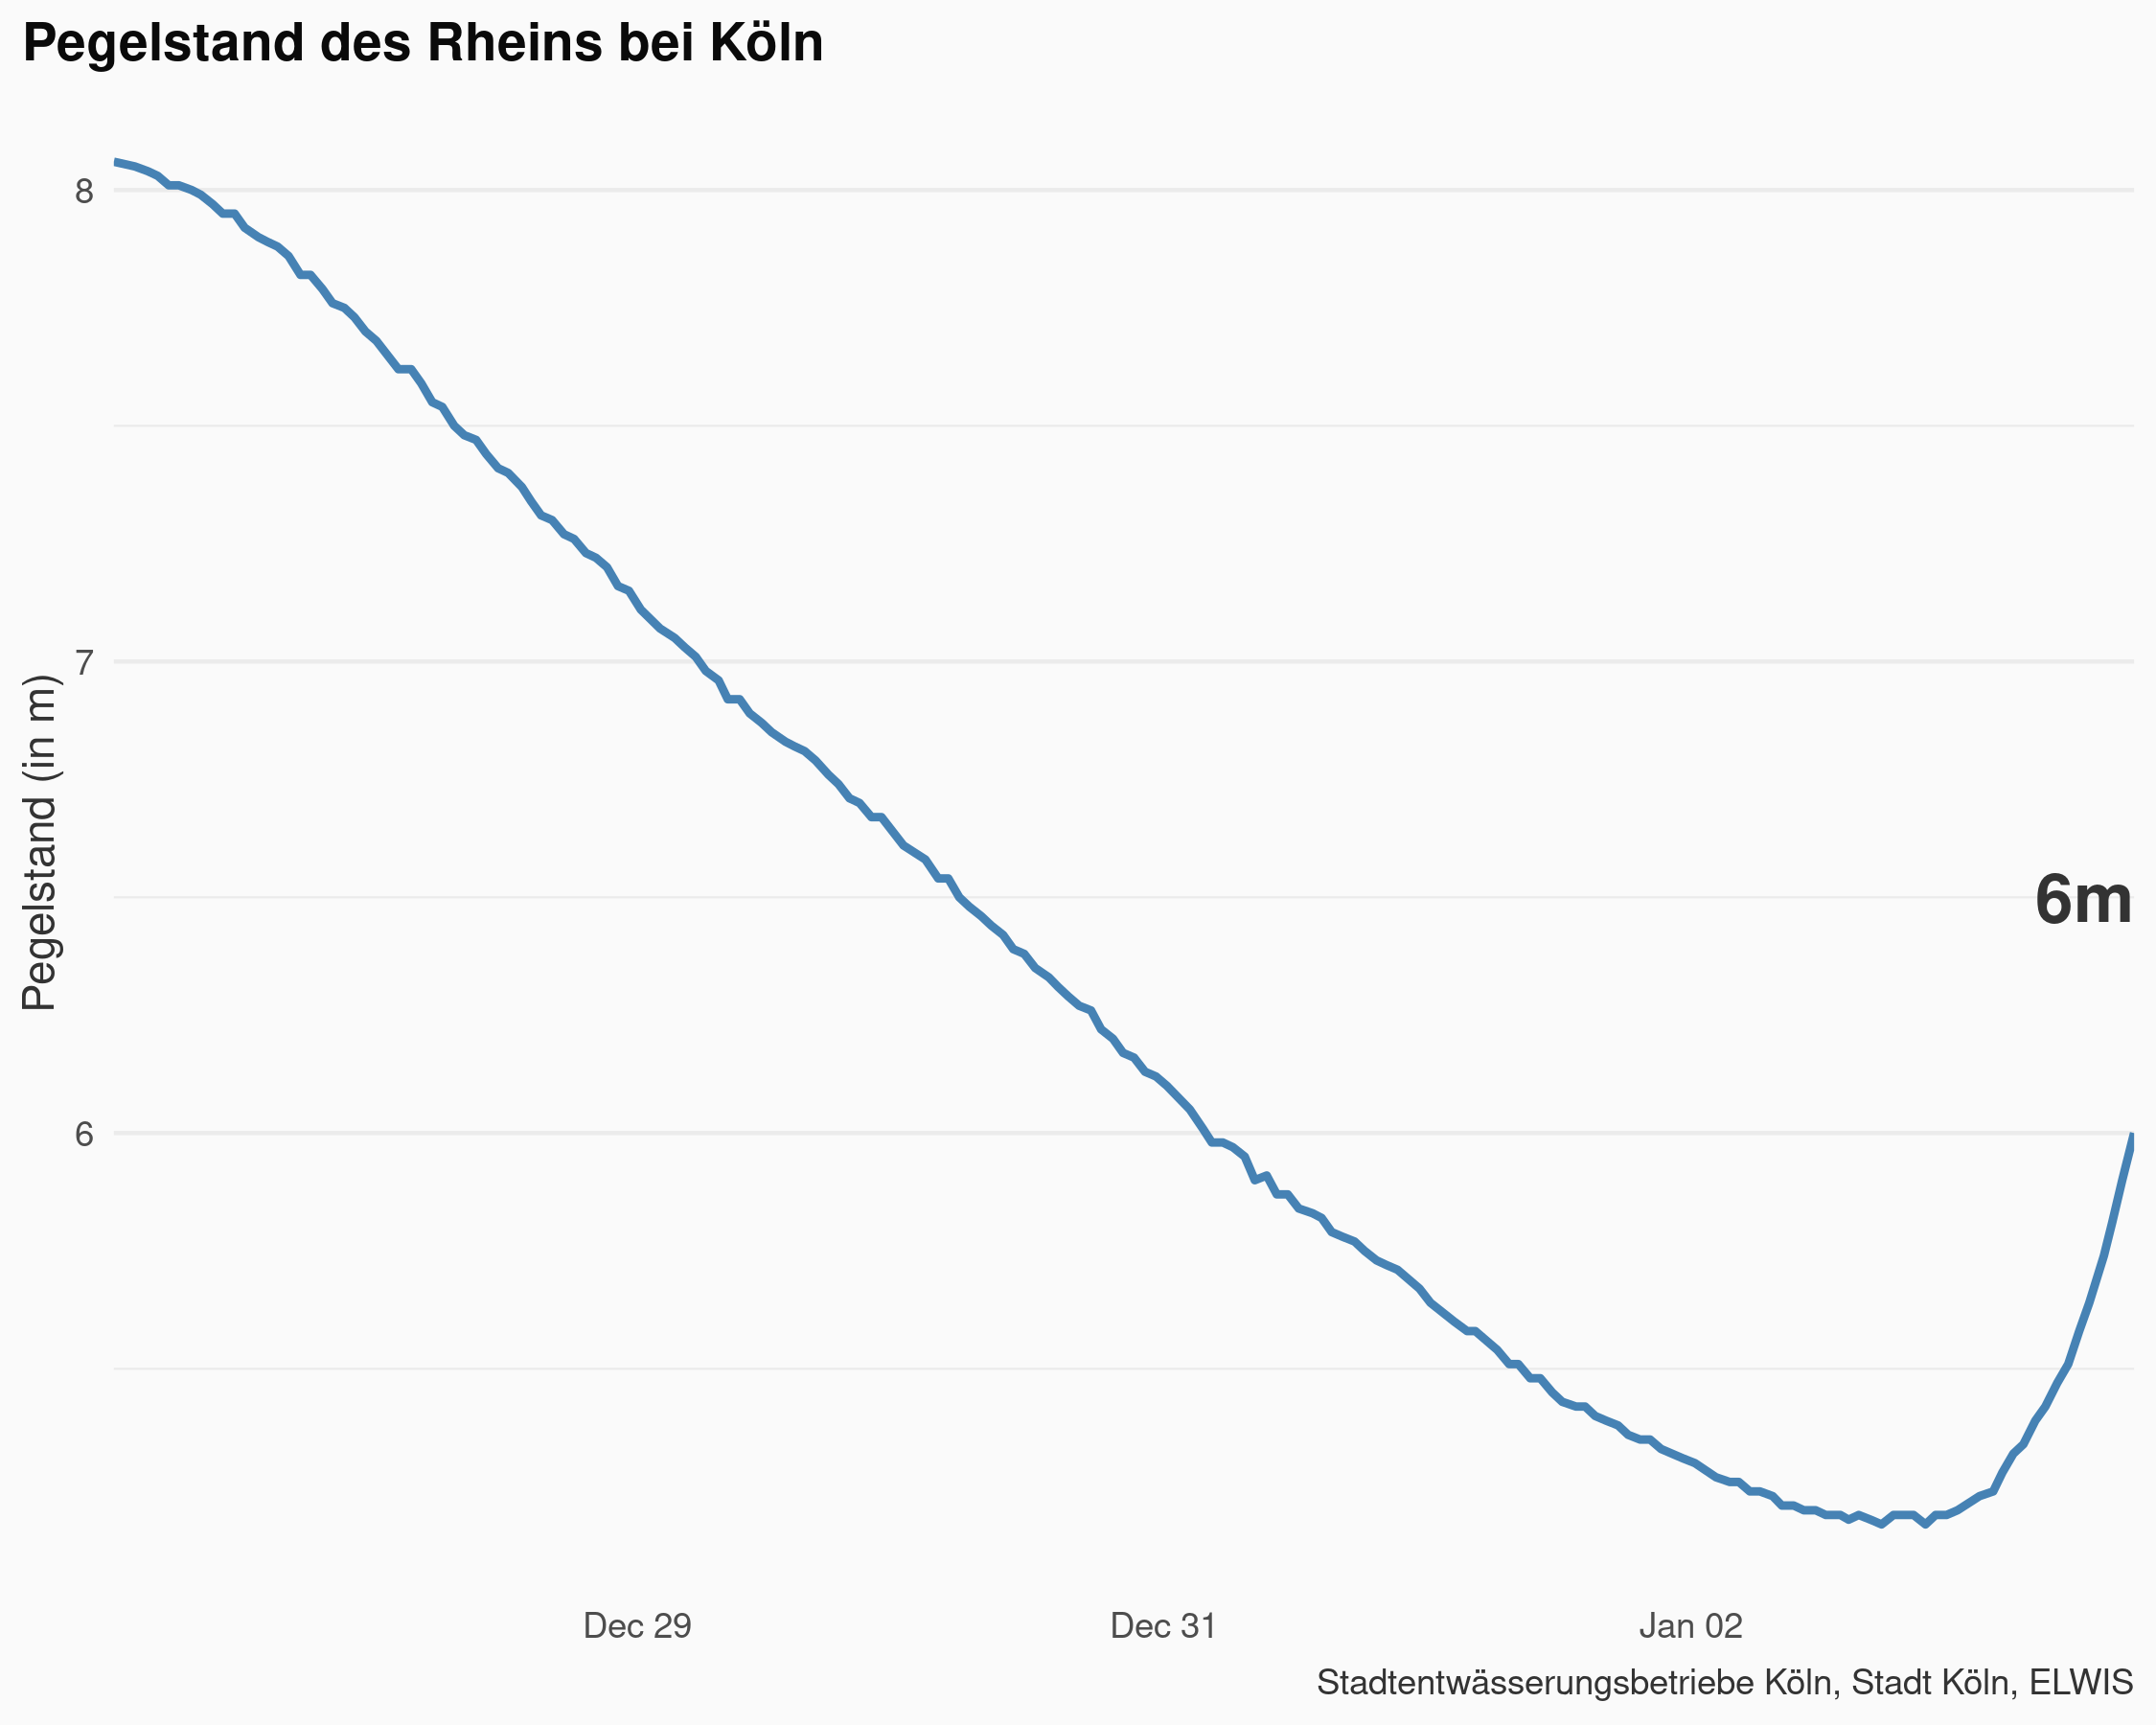 Pegelstand des Rheins bei Köln
Pegelstand (in m)
8
7
6
6m
Dec 29
Dec 31
Jan 02
Stadtentwässerungsbetriebe Köln, Stadt Köln, ELWIS